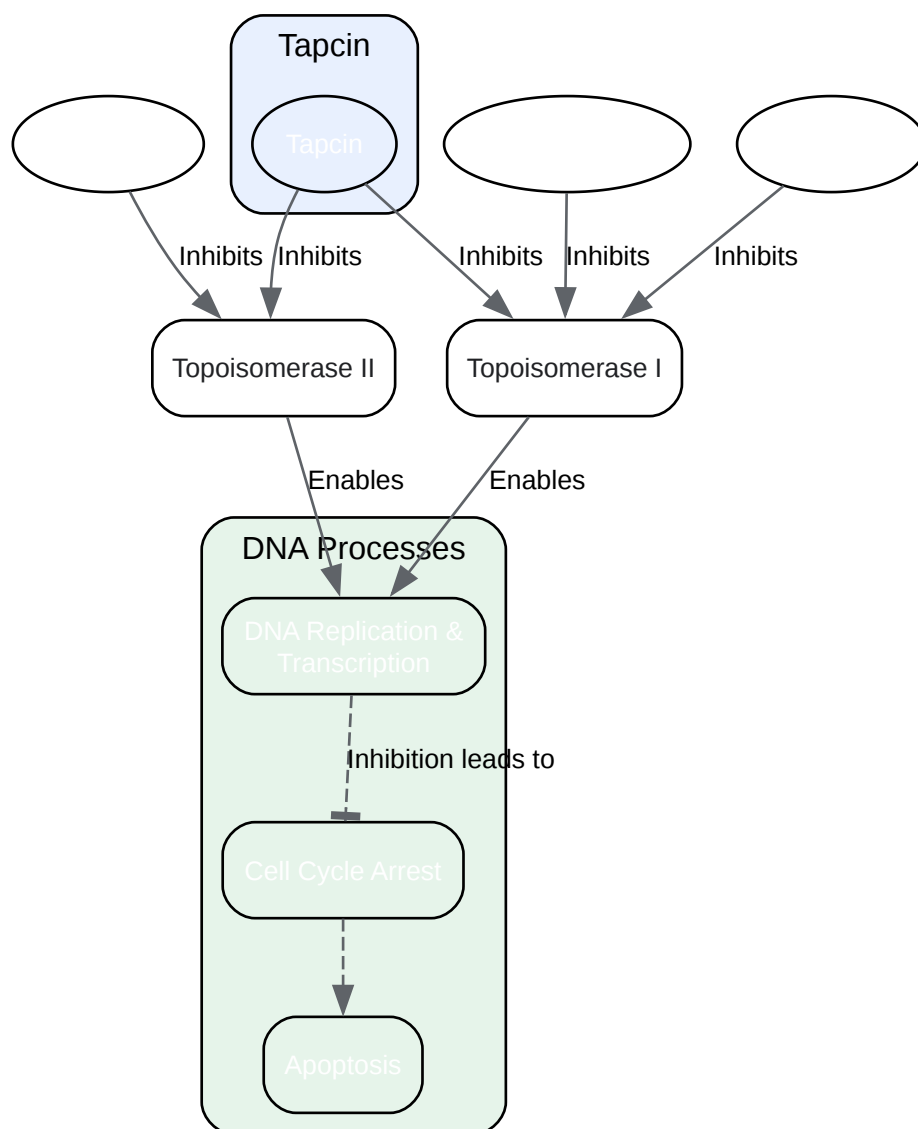 Tapcin
Tapcin
Inhibits
Inhibits
Inhibits
Inhibits
Inhibits
Topoisomerase II
Topoisomerase I
Enables
Enables
DNA Processes
DNA Replication &
Transcription
Inhibition leads to
Cell Cycle Arrest
Apoptosis